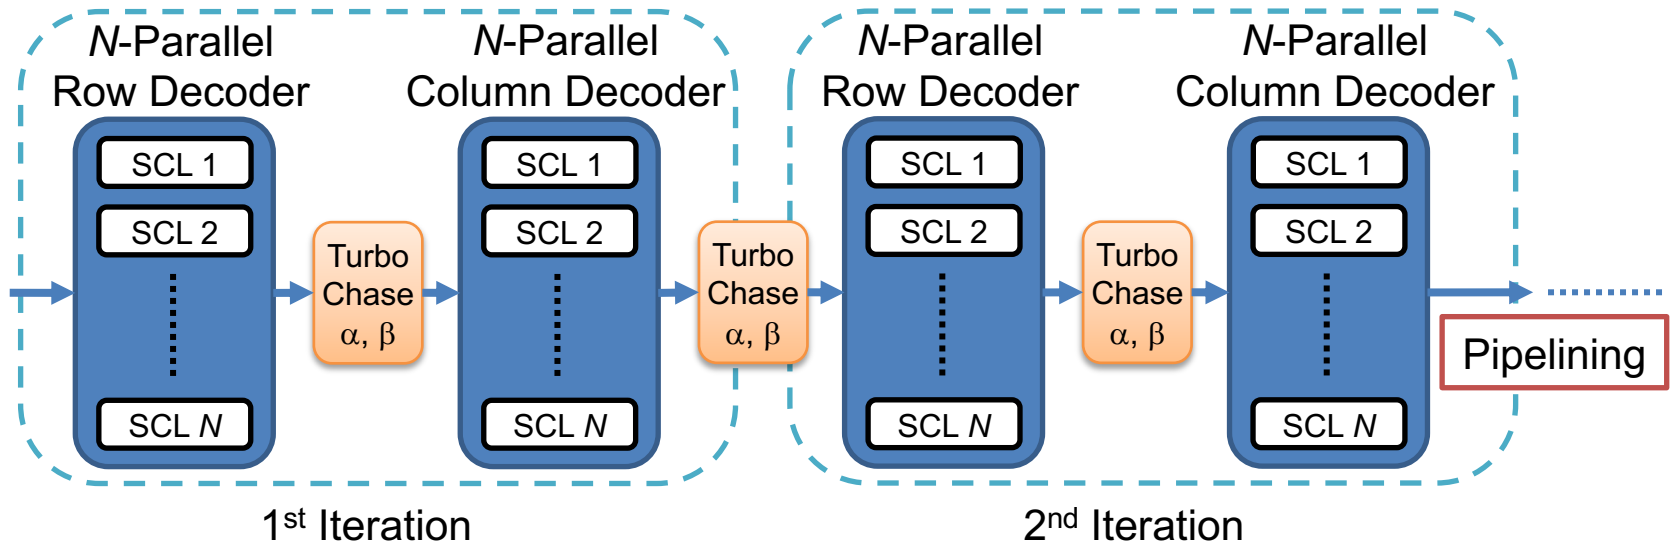 N-Parallel
Row Decoder
SCL 1
SCL 2
SCL N
Turbo
Chase
α, β
N-Parallel
Column Decoder
SCL 1
SCL 2
SCL N
1st Iteration
Turbo
Chase
α, β
N-Parallel
Row Decoder
SCL 1
SCL 2
SCL N
Turbo
Chase
α, β
N-Parallel
Column Decoder
SCL 1
SCL 2
SCL N
2nd Iteration
Pipelining